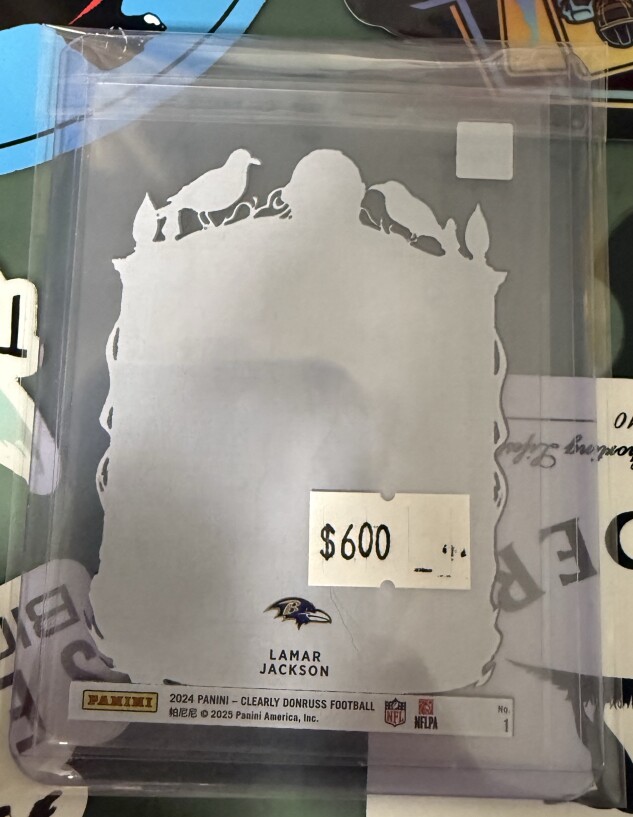 $600
LAMAR
JACKSON
PANINI
2024 PANINI – CLEARLY DONRUSS FOOTBALL
帕尼尼 © 2025 Panini America, Inc.
NFL
NFLPA
No.
1